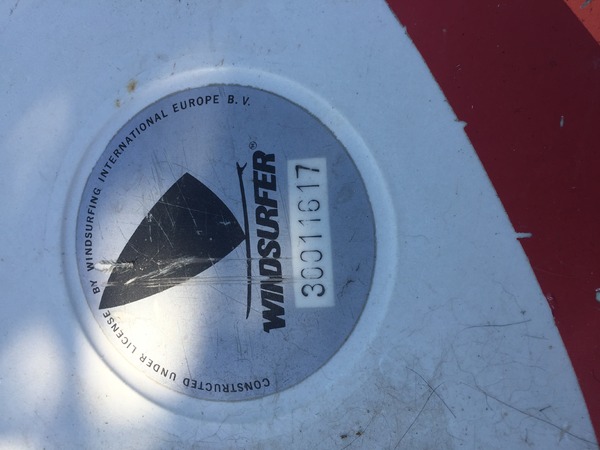 CONSTRUCTED UNDER LICENSE BY WINDSURFING INTERNATIONAL EUROPE B.V.
WINDSURFER®
30011617